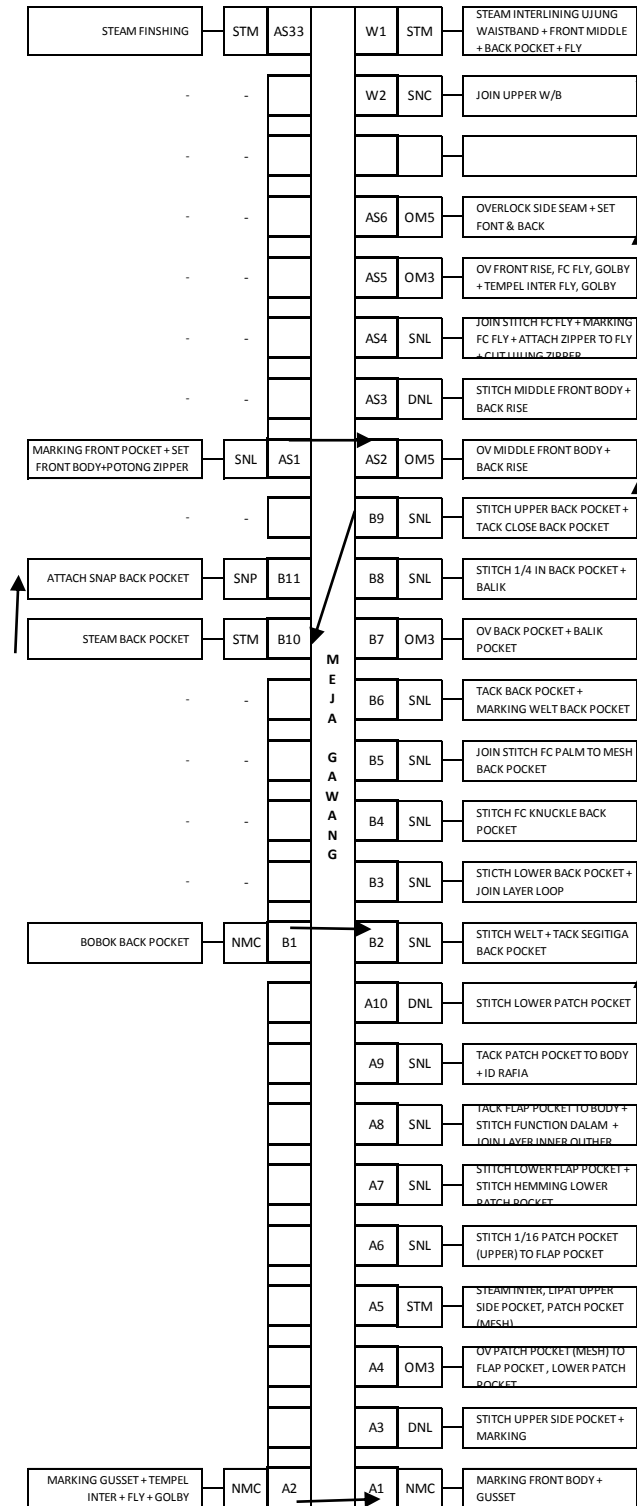 STEAM FINSHING STM AS33 W1 STM STEAM INTERLINING UJUNG
WAISTBAND + FRONT MIDDLE
+ BACK POCKET + FLY
- - W2 SNC JOIN UPPER W/B
- -
- - AS6 OM5 OVERLOCK SIDE SEAM + SET
FONT & BACK
- - AS5 OM3 OV FRONT RISE, FC FLY, GOLBY
+ TEMPEL INTER FLY, GOLBY
- - AS4 SNL JOIN STITCH FC FLY + MARKING
FC FLY + ATTACH ZIPPER TO FLY
+ CUT UJUNG ZIPPER
- - AS3 DNL STITCH MIDDLE FRONT BODY +
BACK RISE
MARKING FRONT POCKET + SET
FRONT BODY+POTONG ZIPPER
SNL AS1 AS2 OM5 OV MIDDLE FRONT BODY +
BACK RISE
- - B9 SNL STITCH UPPER BACK POCKET +
TACK CLOSE BACK POCKET
ATTACH SNAP BACK POCKET SNP B11 B8 SNL STITCH 1/4 IN BACK POCKET +
BALIK
STEAM BACK POCKET STM B10 B7 OM3 OV BACK POCKET + BALIK
POCKET
M
E
J
A
G
A
W
A
N
G
- - B6 SNL TACK BACK POCKET +
MARKING WELT BACK POCKET
- - B5 SNL JOIN STITCH FC PALM TO MESH
BACK POCKET
- - B4 SNL STITCH FC KNUCKLE BACK
POCKET
- - B3 SNL STICTH LOWER BACK POCKET +
JOIN LAYER LOOP
BOBOK BACK POCKET NMC B1 B2 SNL STITCH WELT + TACK SEGITIGA
BACK POCKET
A10 DNL STITCH LOWER PATCH POCKET
A9 SNL TACK PATCH POCKET TO BODY
+ ID RAFIA
A8 SNL TACK FLAP POCKET TO BODY +
STITCH FUNCTION DALAM +
JOIN LAYER INNER OUTHER
A7 SNL STITCH LOWER FLAP POCKET +
STITCH HEMMING LOWER
PATCH POCKET
A6 SNL STITCH 1/16 PATCH POCKET
(UPPER) TO FLAP POCKET
A5 STM STEAM INTER, LIPAT UPPER
SIDE POCKET, PATCH POCKET
(MESH)
A4 OM3 OV PATCH POCKET (MESH) TO
FLAP POCKET , LOWER PATCH
POCKET
A3 DNL STITCH UPPER SIDE POCKET +
MARKING
MARKING GUSSET + TEMPEL
INTER + FLY + GOLBY
NMC A2 A1 NMC MARKING FRONT BODY +
GUSSET